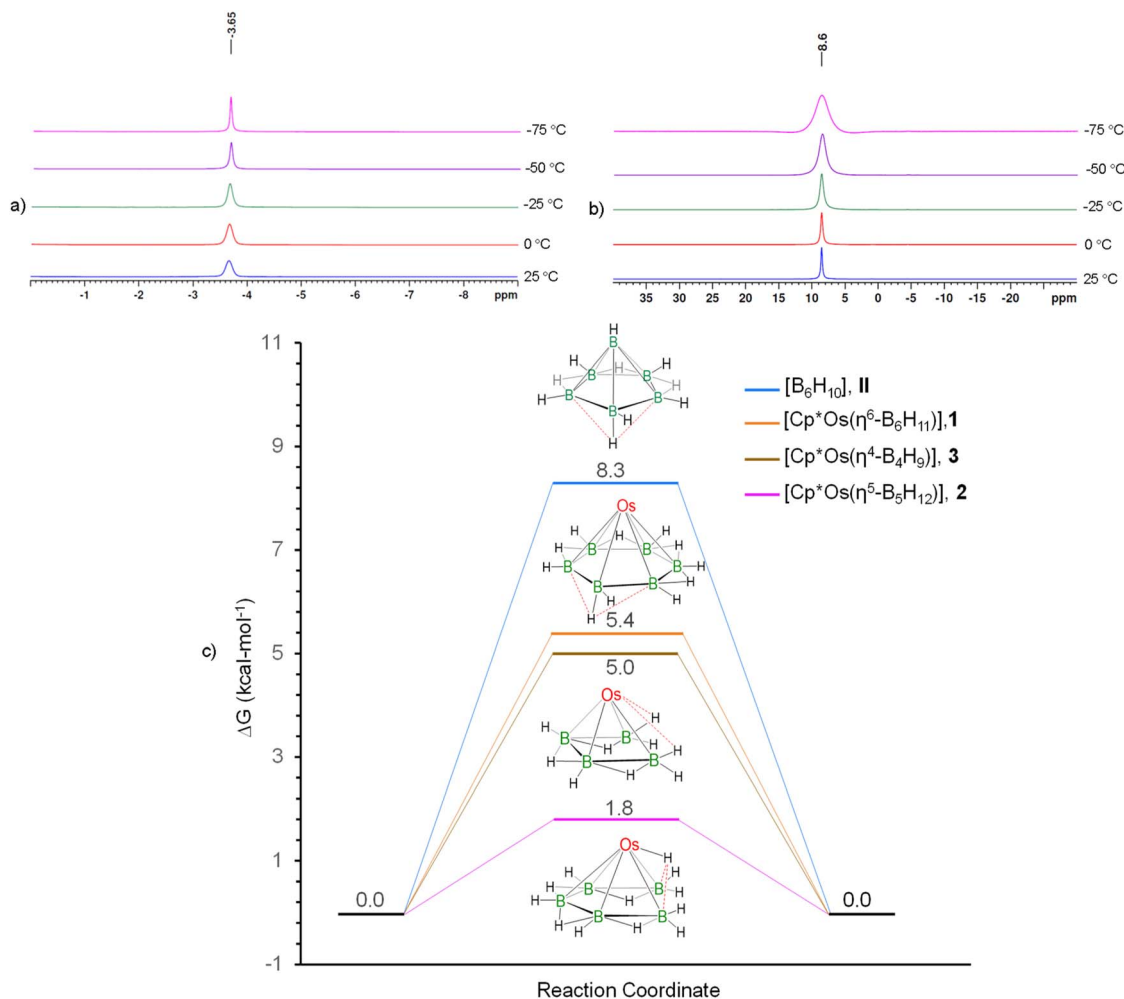 -3.65
8.6
-75 °C
-50 °C
-25 °C
0 °C
25 °C
a)
-1 -2 -3 -4 -5 -6 -7 -8 ppm
-75 °C
-50 °C
-25 °C
0 °C
25 °C
b)
35 30 25 20 15 10 5 0 -5 -10 -15 -20 ppm
c)
ΔG (kcal-mol⁻¹)
11
9
7
5
3
1
-1
[B₆H₁₀], II
[Cp*Os(η⁶-B₆H₁₁)],1
[Cp*Os(η⁴-B₄H₉)], 3
[Cp*Os(η⁵-B₅H₁₂)], 2
H
B
H H H
H B B H
H B B H
B H
H
8.3
Os
H H H
H B B H
H B B H
B B H
H H H
5.4
5.0
Os
H
H B B H
H H
H B B H
H H
1.8
Os H
H H
H B B H
B H H
B B
H H H H
0.0
0.0
Reaction Coordinate